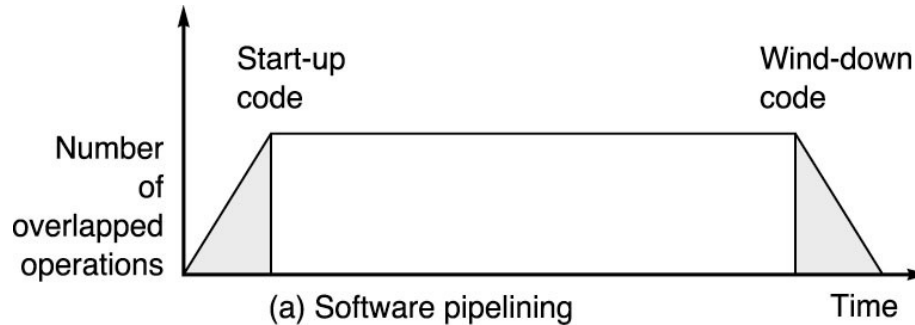 Start-up
code
Wind-down
code
Number
of
overlapped
operations
(a) Software pipelining
Time